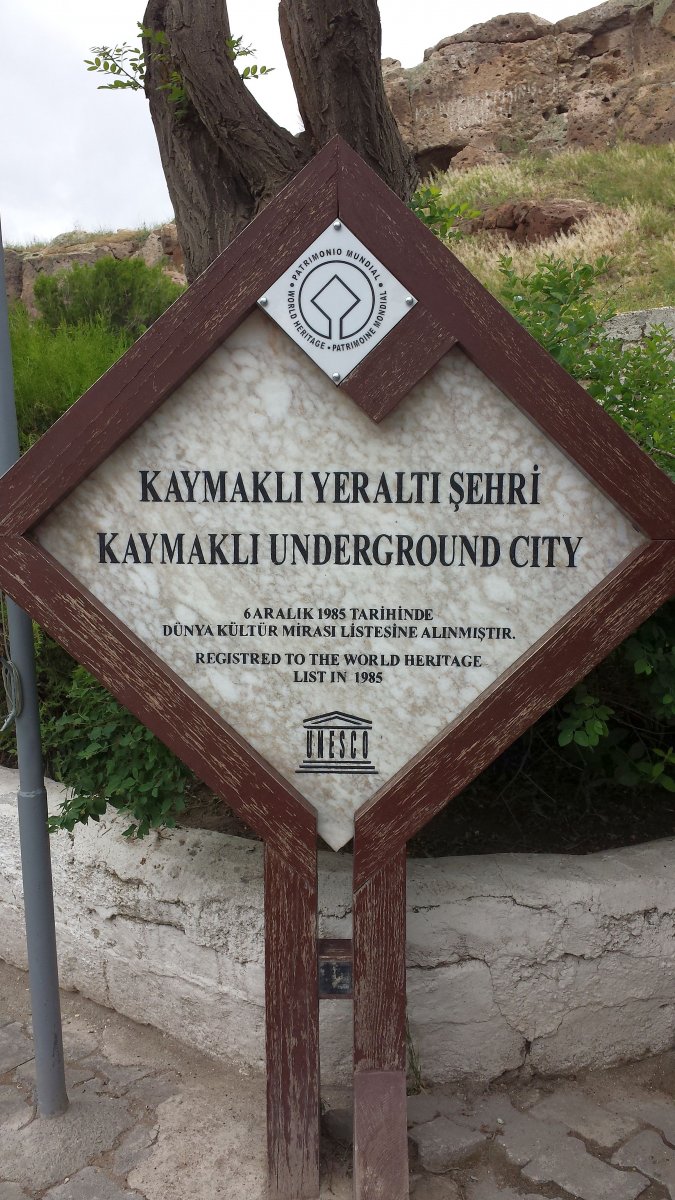 PATRIMONIO MUNDIAL
WORLD HERITAGE • PATRIMOINE MONDIAL
KAYMAKLI YERALTI ŞEHRİ
KAYMAKLI UNDERGROUND CITY
6 ARALIK 1985 TARİHİNDE
DÜNYA KÜLTÜR MİRASI LİSTESİNE ALINMIŞTIR.
REGISTRED TO THE WORLD HERITAGE
LIST IN 1985
UNESCO